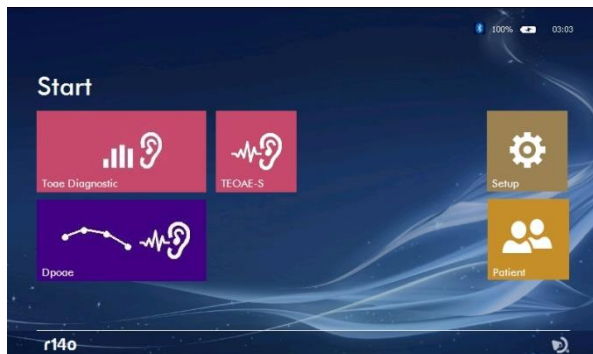 100% 03:03
Start
Toae Diagnostic
TEOAE-S
Setup
Dpoae
Patient
r14o